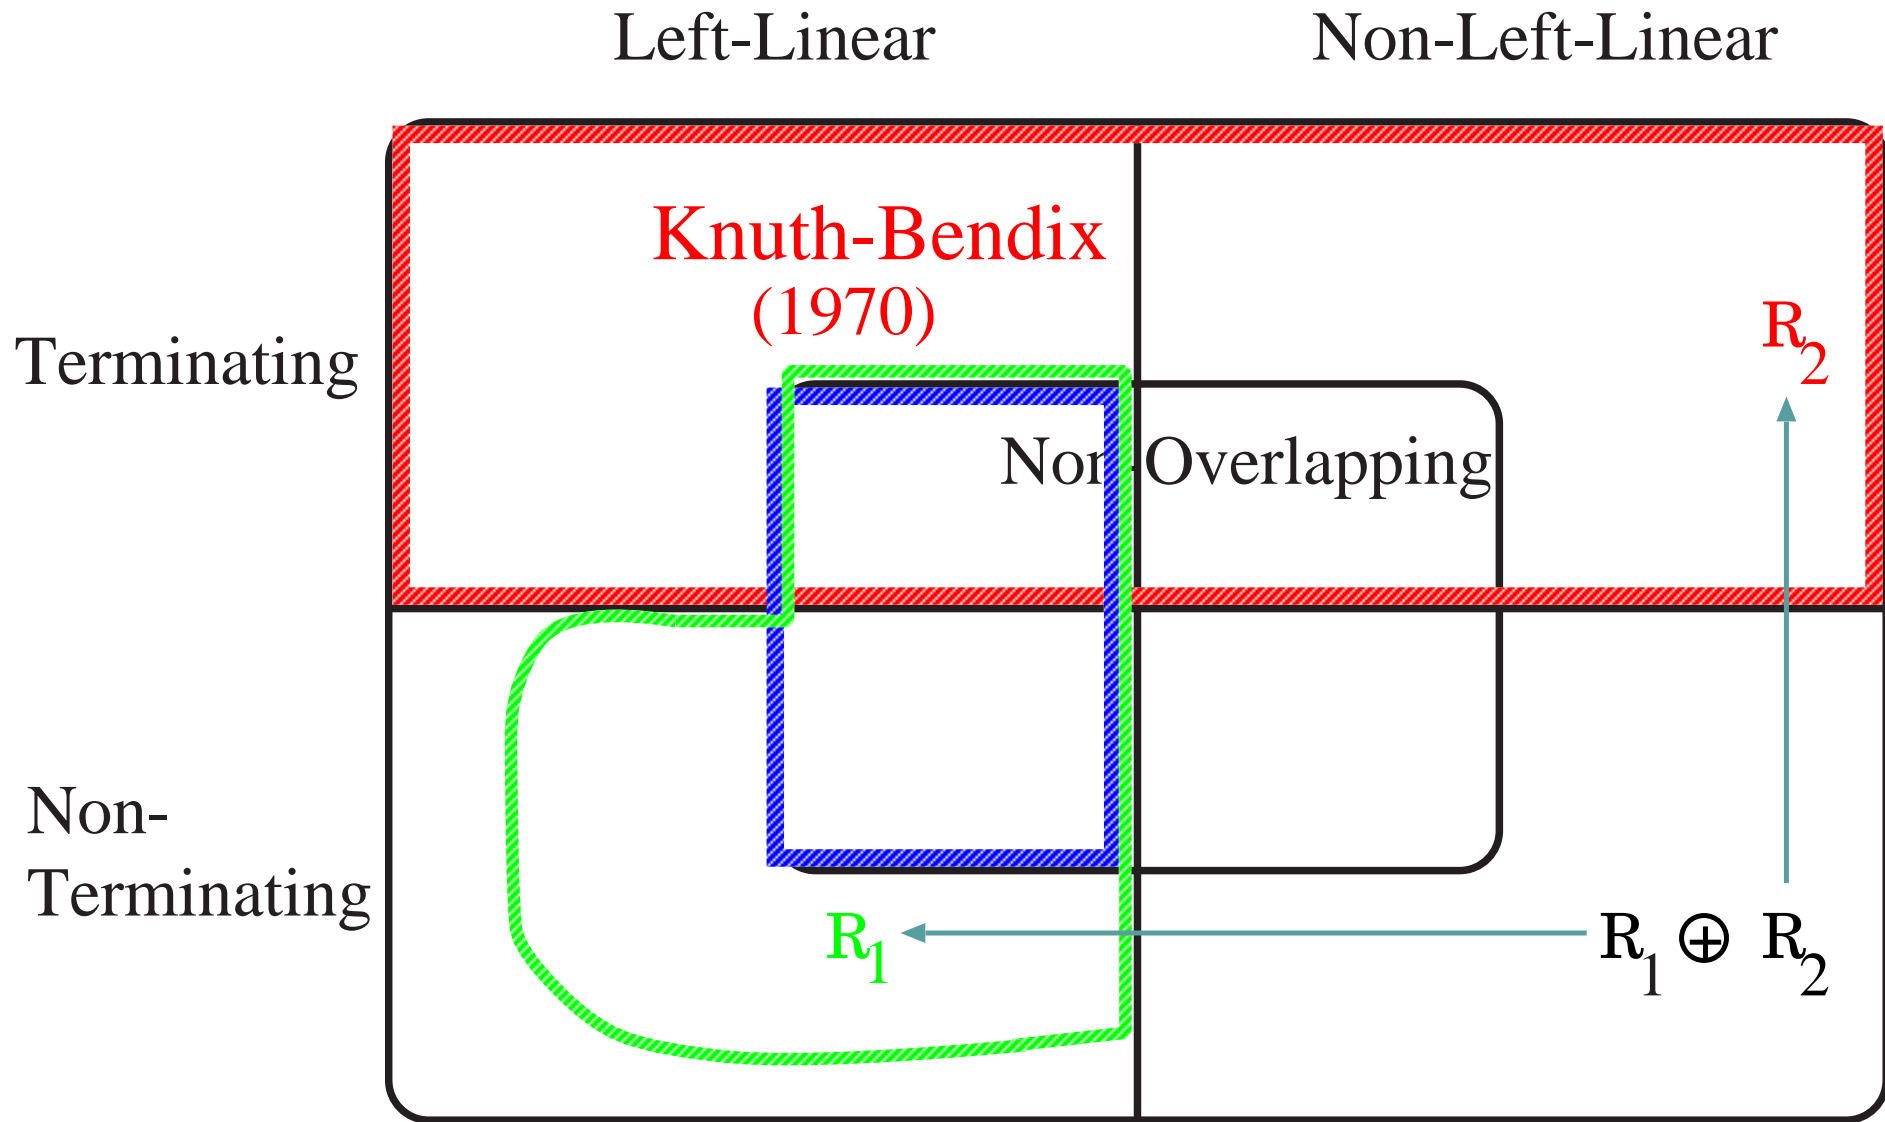 Left-Linear
Non-Left-Linear
Knuth-Bendix
(1970)
R2
Terminating
Non-Overlapping
Non-
Terminating
R1
R1 ⊕ R2